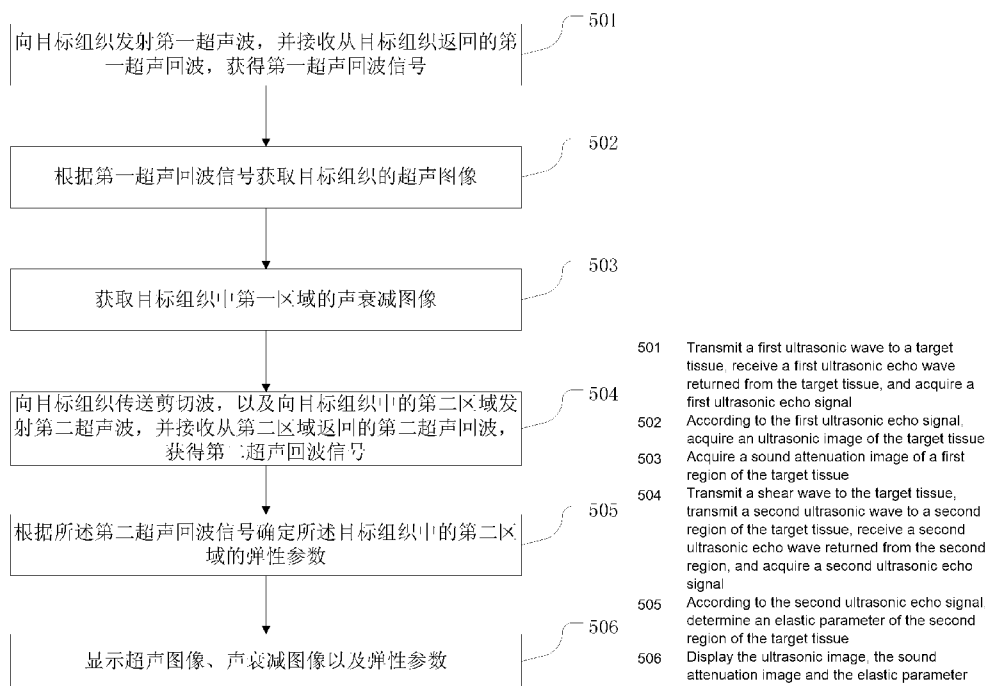 501
向目标组织发射第一超声波，并接收从目标组织返回的第
一超声回波，获得第一超声回波信号
502
根据第一超声回波信号获取目标组织的超声图像
503
获取目标组织中第一区域的声衰减图像
504
向目标组织传送剪切波，以及向目标组织中的第二区域发
射第二超声波，并接收从第二区域返回的第二超声回波，
获得第二超声回波信号
505
根据所述第二超声回波信号确定所述目标组织中的第二区
域的弹性参数
506
显示超声图像、声衰减图像以及弹性参数
501 Transmit a first ultrasonic wave to a target
tissue, receive a first ultrasonic echo wave
returned from the target tissue, and acquire a
first ultrasonic echo signal
502 According to the first ultrasonic echo signal,
acquire an ultrasonic image of the target tissue
503 Acquire a sound attenuation image of a first
region of the target tissue
504 Transmit a shear wave to the target tissue,
transmit a second ultrasonic wave to a second
region of the target tissue, receive a second
ultrasonic echo wave returned from the second
region, and acquire a second ultrasonic echo
signal
505 According to the second ultrasonic echo signal,
determine an elastic parameter of the second
region of the target tissue
506 Display the ultrasonic image, the sound
attenuation image and the elastic parameter